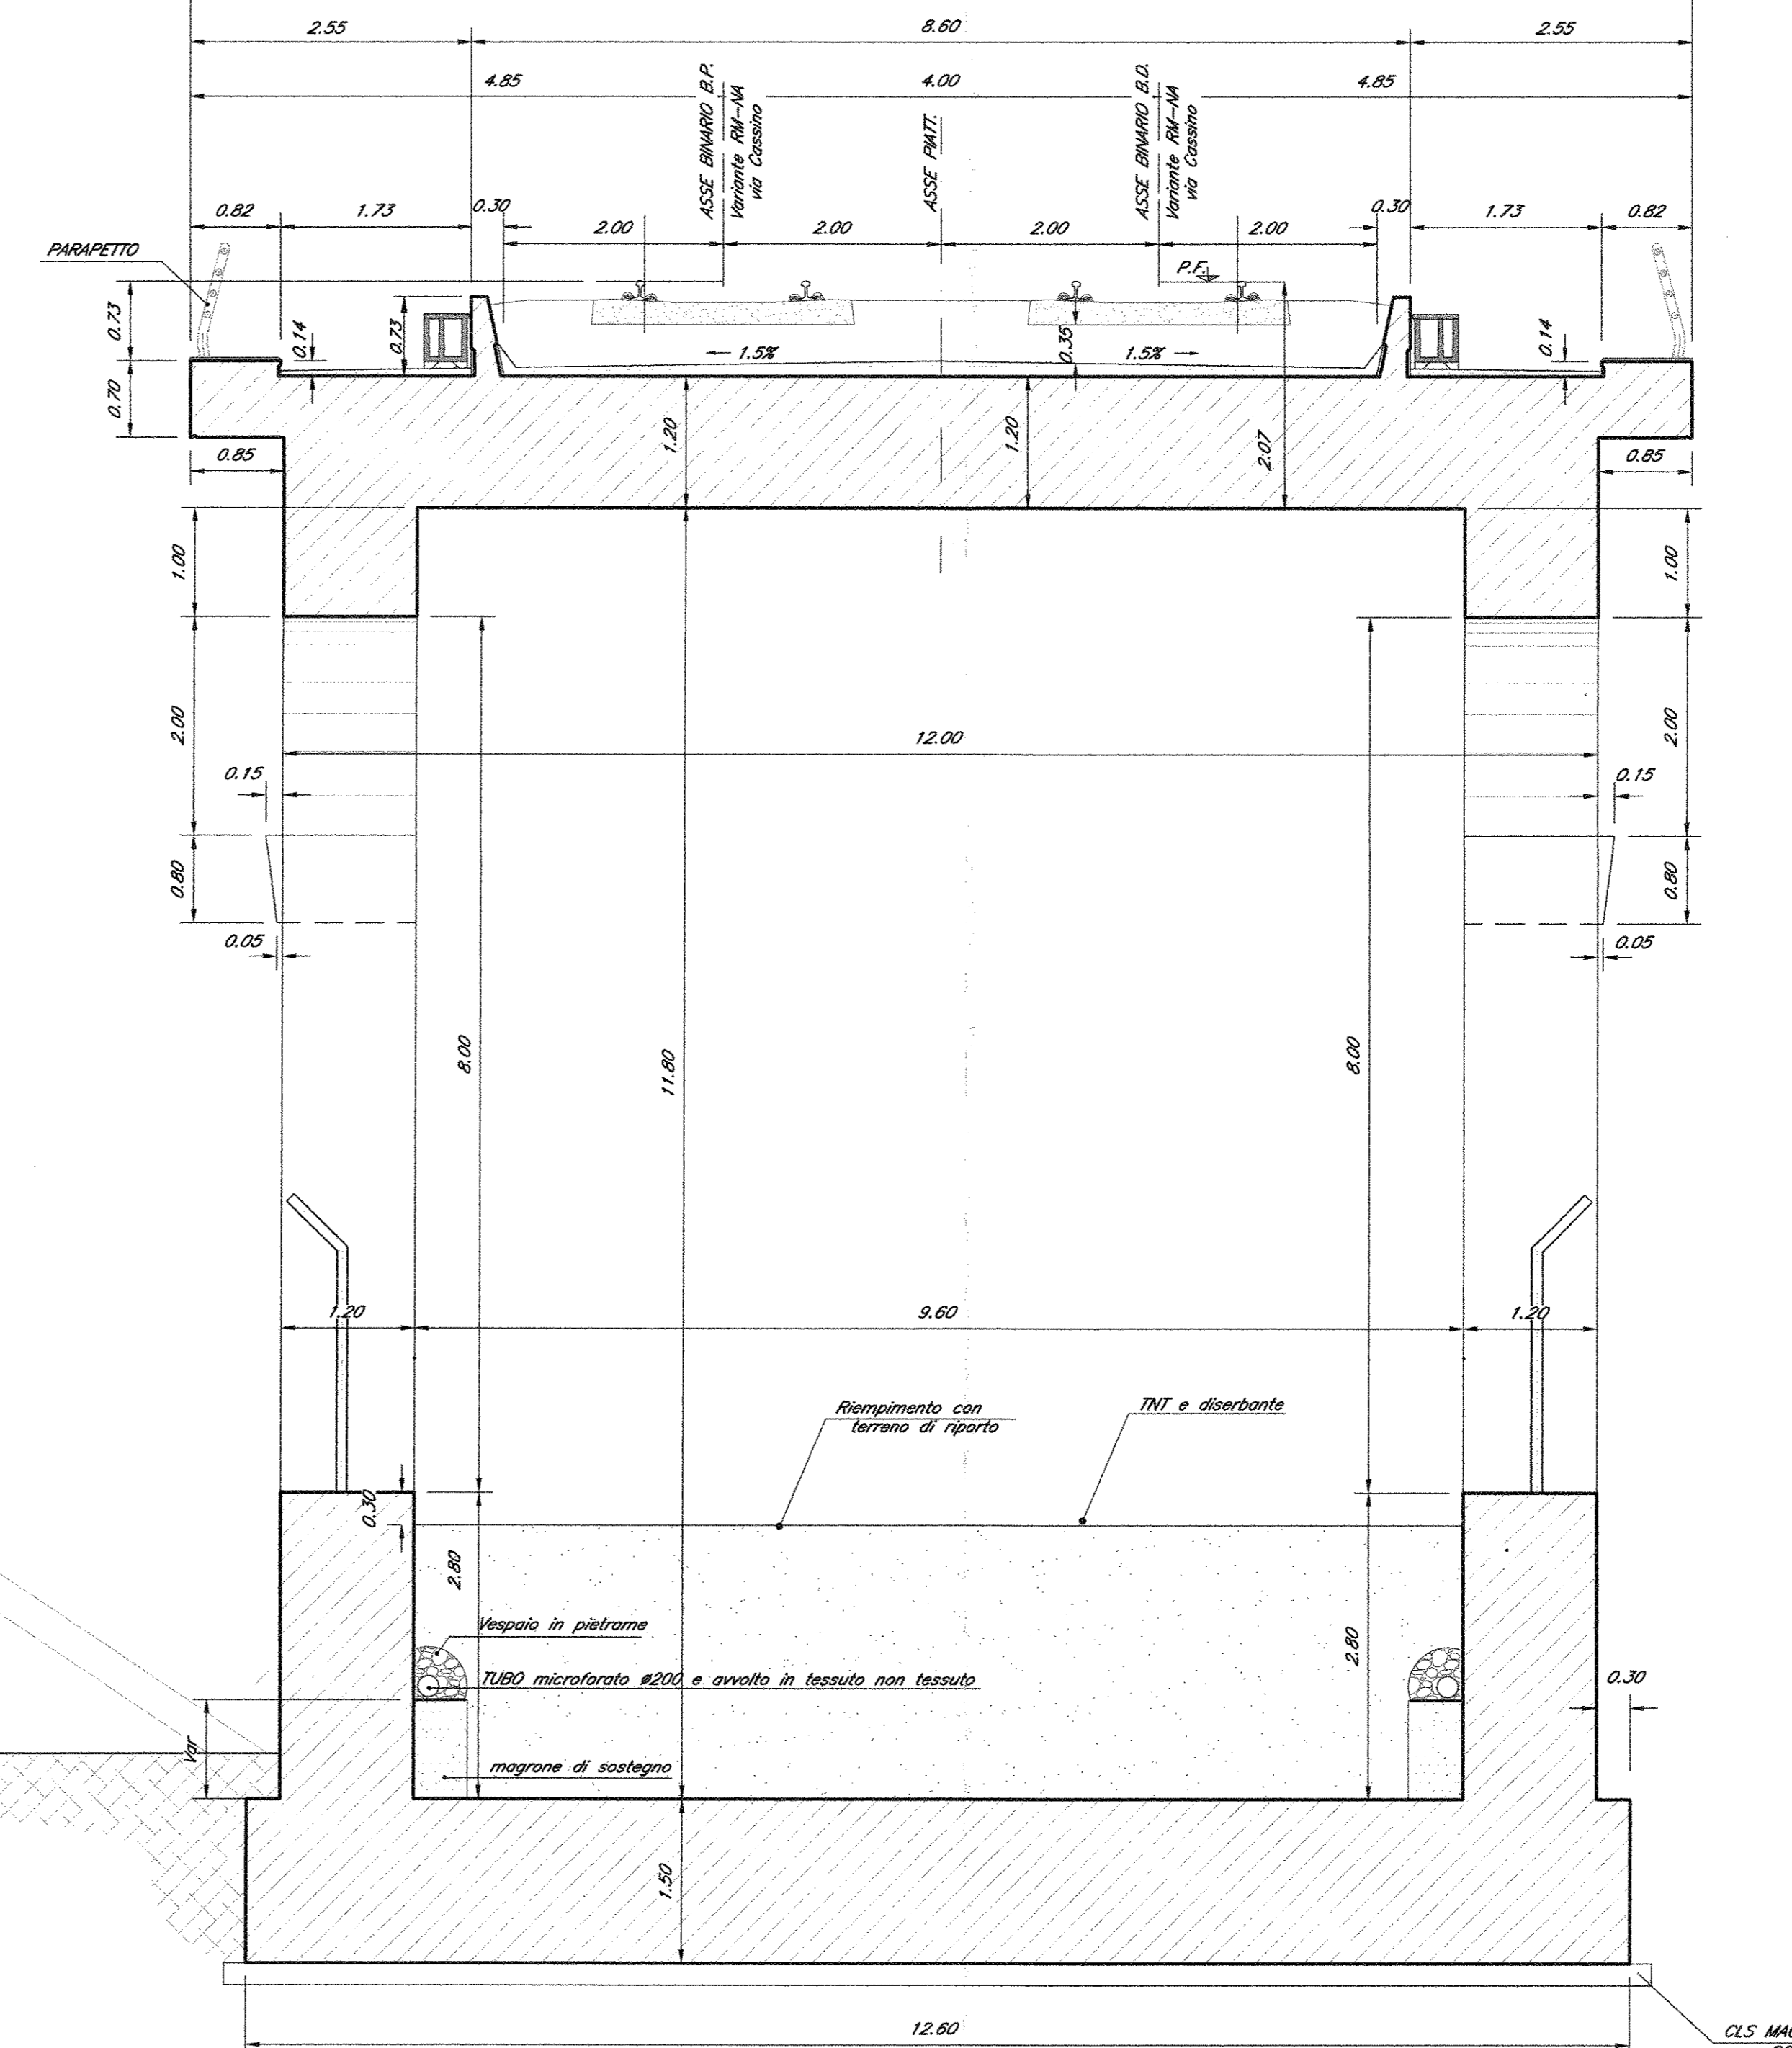 2.55 8.60 2.55
4.85 4.00 4.85
ASSE BINARIO B.P.
Variante RM-NA
via Cassino
ASSE PIATT.
ASSE BINARIO B.D.
Variante RM-NA
via Cassino
0.82 1.73 0.30 2.00 2.00 2.00 2.00 0.30 1.73 0.82
PARAPETTO
P.F.
0.73 0.14 0.73 1.5% 0.35 1.5% 0.14
0.70 1.20 1.20 2.07
0.85 0.85
1.00 1.00
2.00 12.00 2.00
0.15 0.15
0.80 0.80
0.05 0.05
8.00 11.80 8.00
1.20 9.60 1.20
Riempimento con
terreno di riporto
TNT e diserbante
0.30
2.80 2.80
Vespaio in pietrame
TUBO microforato ø200 e avvolto in tessuto non tessuto
0.30
Var
magrone di sostegno
1.50
12.60
CLS